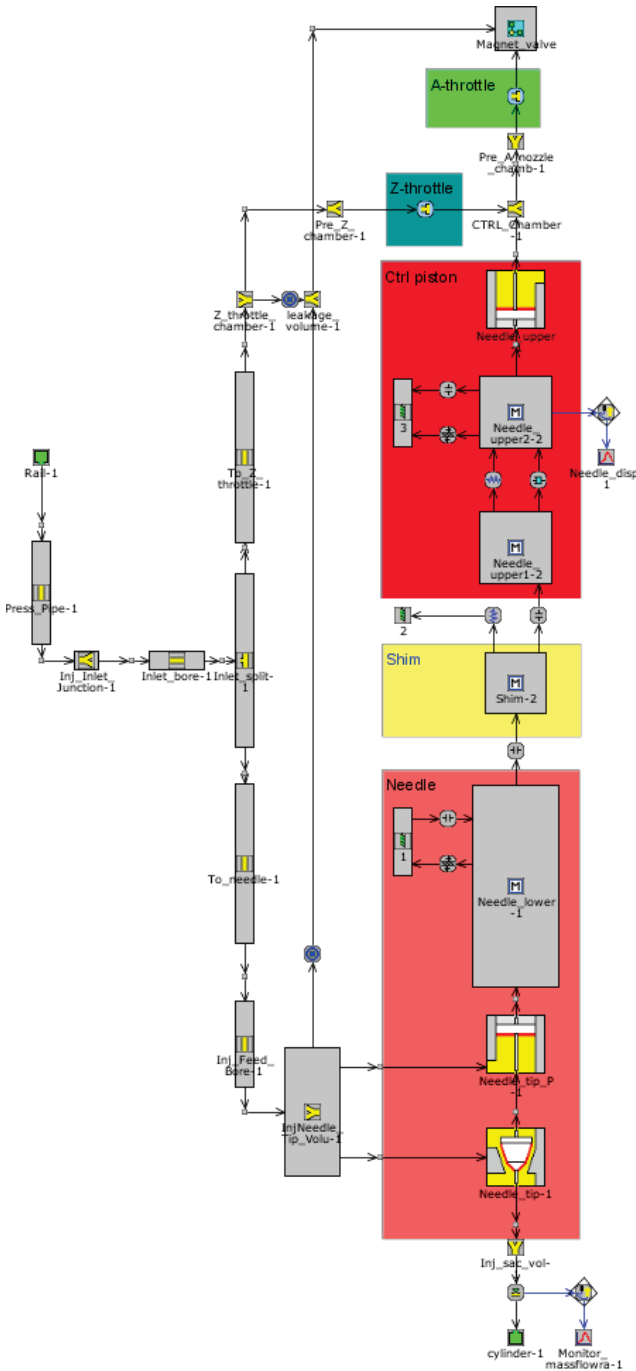 Magnet_valve
A-throttle
Pre_A_nozzle
_chamb-1
Z-throttle
Pre_Z_
chamber-1
CTRL_Chamber
-1
Ctrl piston
Z_throttle_
chamber-1
leakage_
volume-1
Needle_upper
3
M
Needle_
upper2-2
Needle_disp
1
Rail-1
To_Z_
throttle-1
M
Needle_
upper1-2
Press_Pipe-1
2
Inj_Inlet_
Junction-1
Inlet_bore-1
Inlet_split-
1
Shim
M
Shim-2
Needle
1
M
Needle_lower
-1
To_needle-1
Inj_Feed_
Bore-1
Needle_tip_P
-1
InjNeedle_
ip_Volu-1
Needle_tip-1
Inj_sac_vol-
cylinder-1
Monitor_
massflowra-1